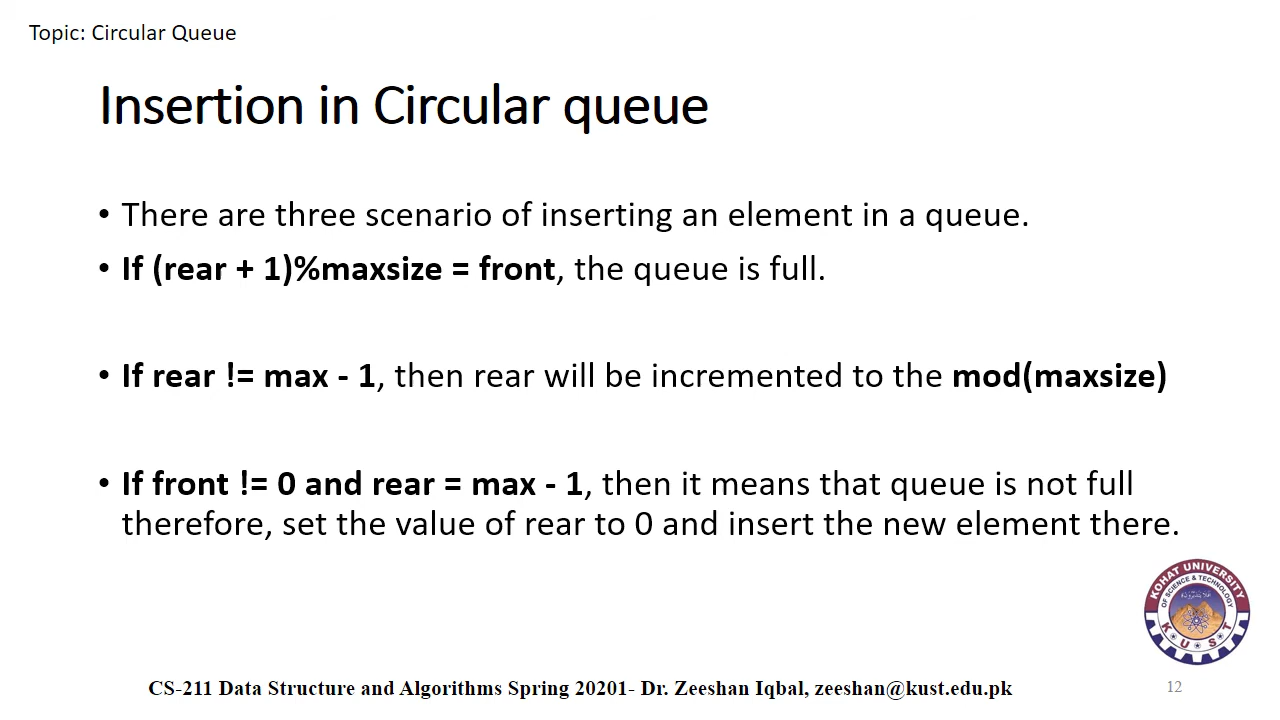 Topic: Circular Queue
Insertion in Circular queue
• There are three scenario of inserting an element in a queue.
• If (rear + 1)%maxsize = front, the queue is full.
• If rear != max - 1, then rear will be incremented to the mod(maxsize)
• If front != 0 and rear = max - 1, then it means that queue is not full
therefore, set the value of rear to 0 and insert the new element there.
KOHAT UNIVERSITY
OF SCIENCE & TECHNOLOGY
K U S T
CS-211 Data Structure and Algorithms Spring 20201- Dr. Zeeshan Iqbal, zeeshan@kust.edu.pk
12